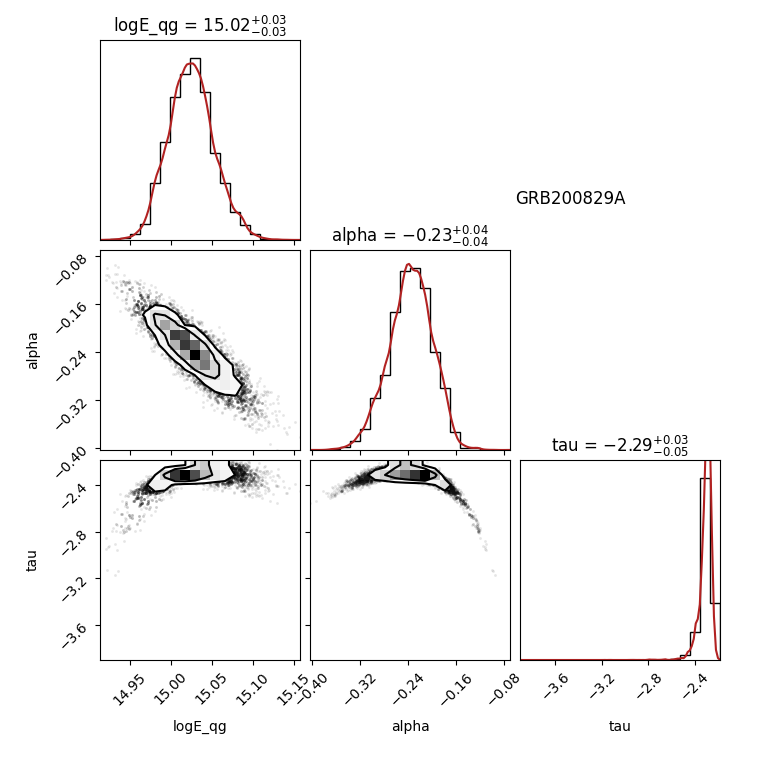 logE_qg = 15.02^{+0.03}_{−0.03}
GRB200829A
alpha = −0.23^{+0.04}_{−0.04}
−0.08
−0.16
−0.24
−0.32
−0.40
alpha
tau = −2.29^{+0.03}_{−0.05}
−2.4
−2.8
−3.2
−3.6
tau
14.95 15.00 15.05 15.10 15.15
−0.40 −0.32 −0.24 −0.16 −0.08
−3.6 −3.2 −2.8 −2.4
logE_qg alpha tau